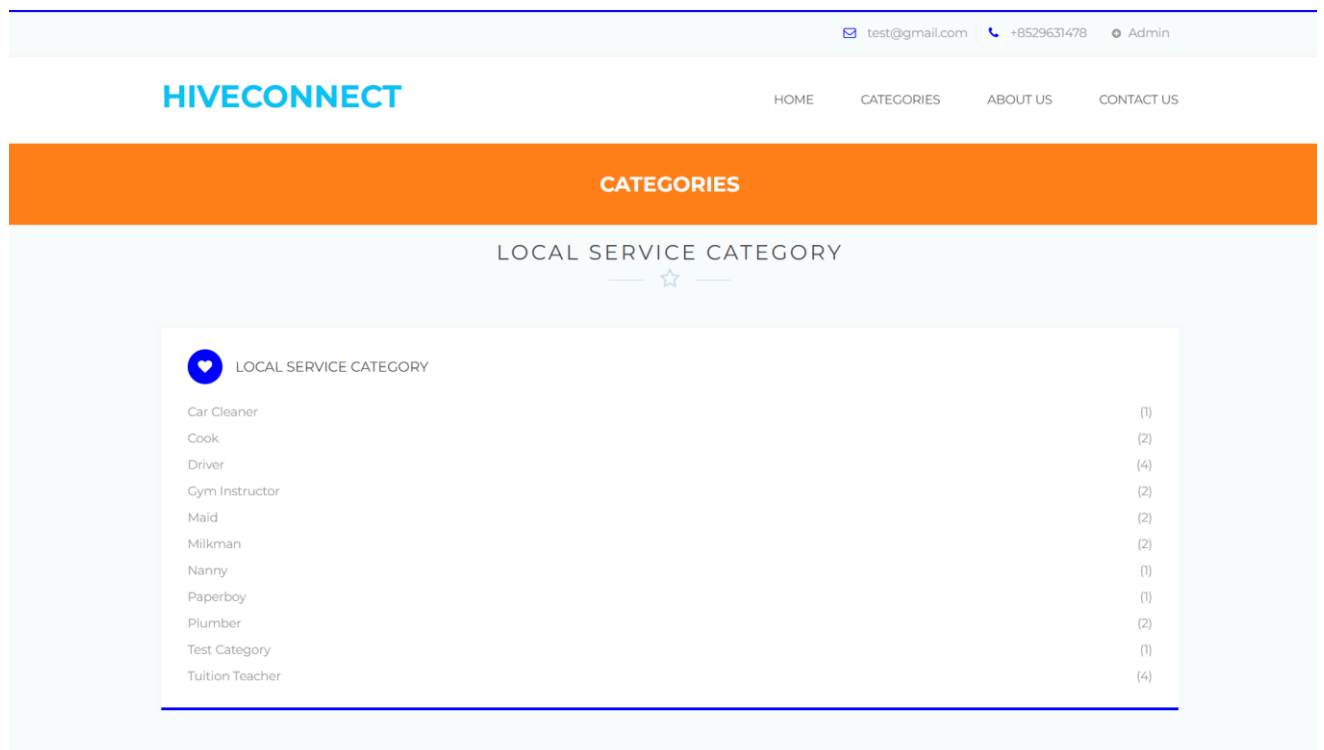 test@gmail.com +8529631478 Admin
HIVECONNECT HOME CATEGORIES ABOUT US CONTACT US
CATEGORIES
LOCAL SERVICE CATEGORY
LOCAL SERVICE CATEGORY
Car Cleaner (1)
Cook (2)
Driver (4)
Gym Instructor (2)
Maid (2)
Milkman (2)
Nanny (1)
Paperboy (1)
Plumber (2)
Test Category (1)
Tuition Teacher (4)